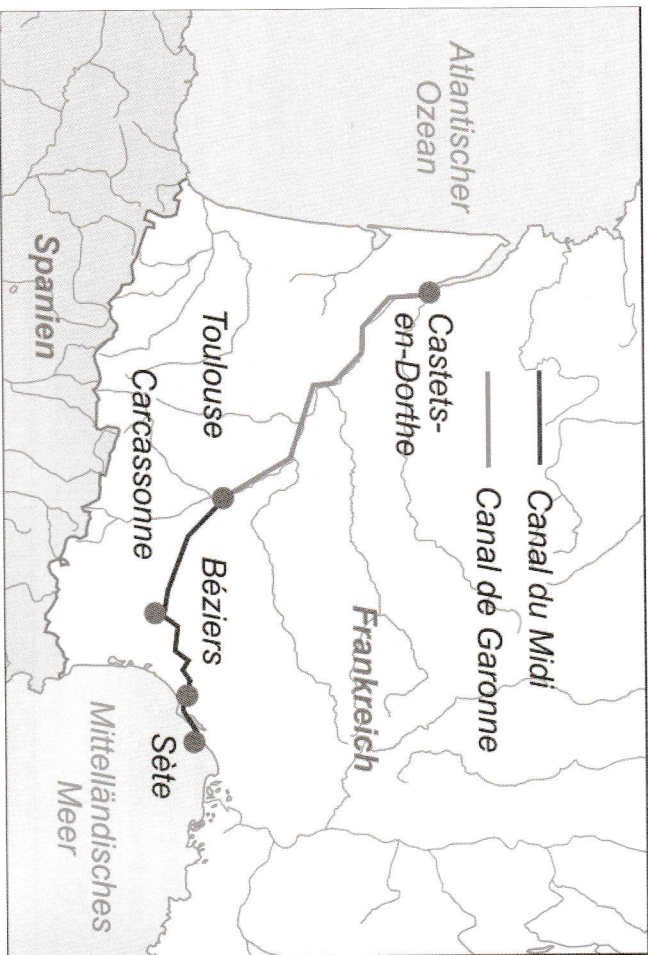 Atlantischer
Ozean
Canal du Midi
Canal de Garonne
Castets-
en-Dorthe
Frankreich
Toulouse
Béziers
Carcassonne
Sète
Spanien
Mittelländisches
Meer